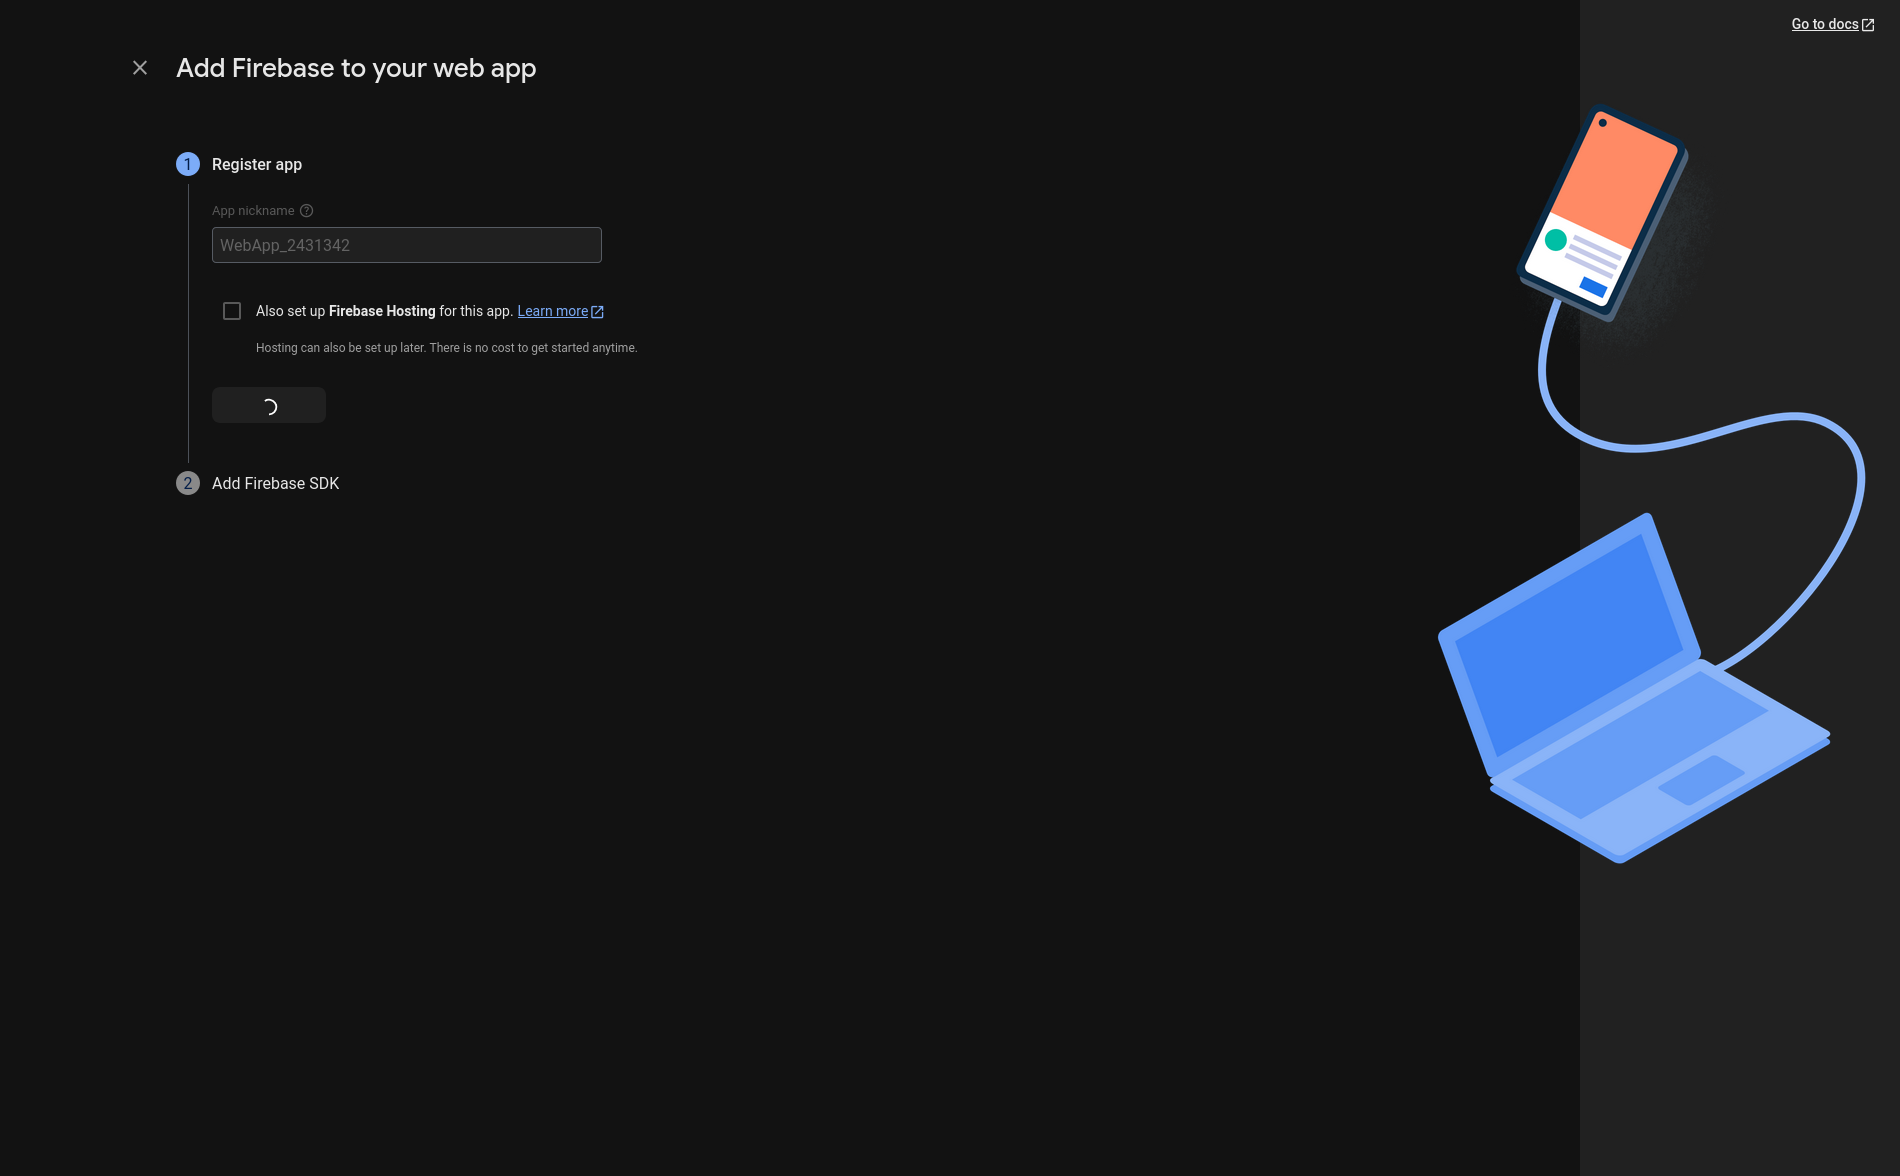 Go to docs
Add Firebase to your web app
1 Register app
App nickname
WebApp_2431342
Also set up Firebase Hosting for this app. Learn more
Hosting can also be set up later. There is no cost to get started anytime.
2 Add Firebase SDK